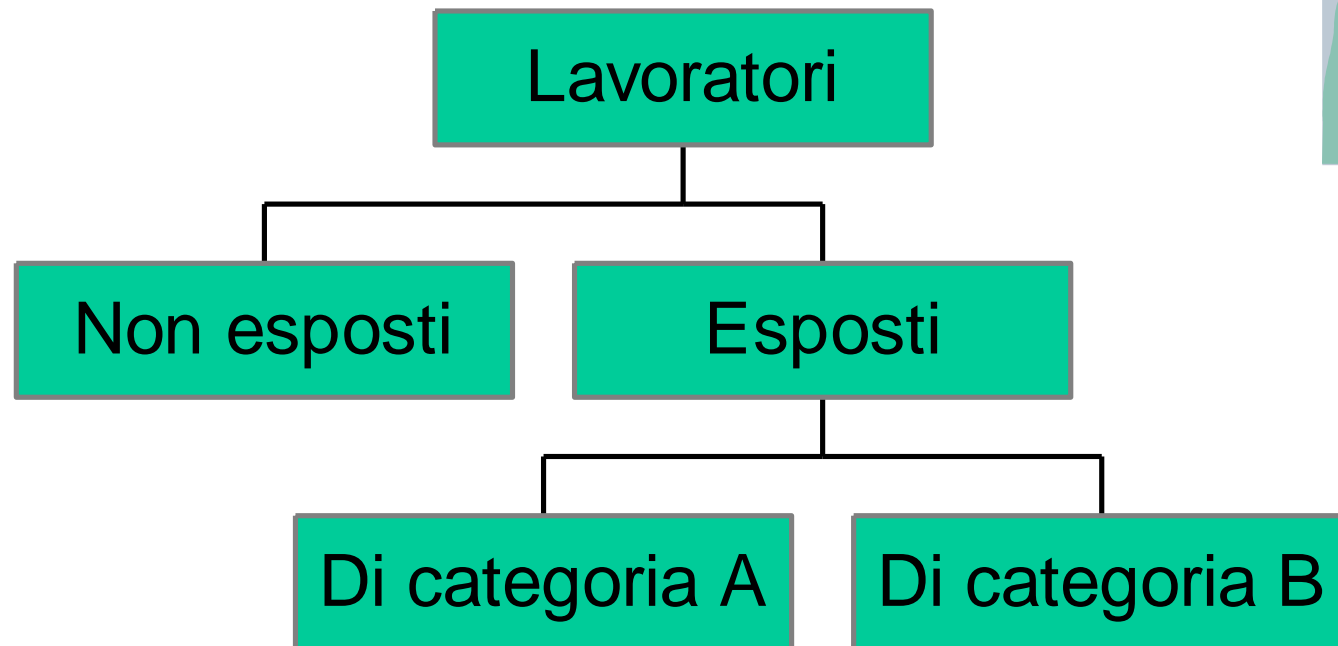 Lavoratori
Non esposti
Esposti
Di categoria A
Di categoria B